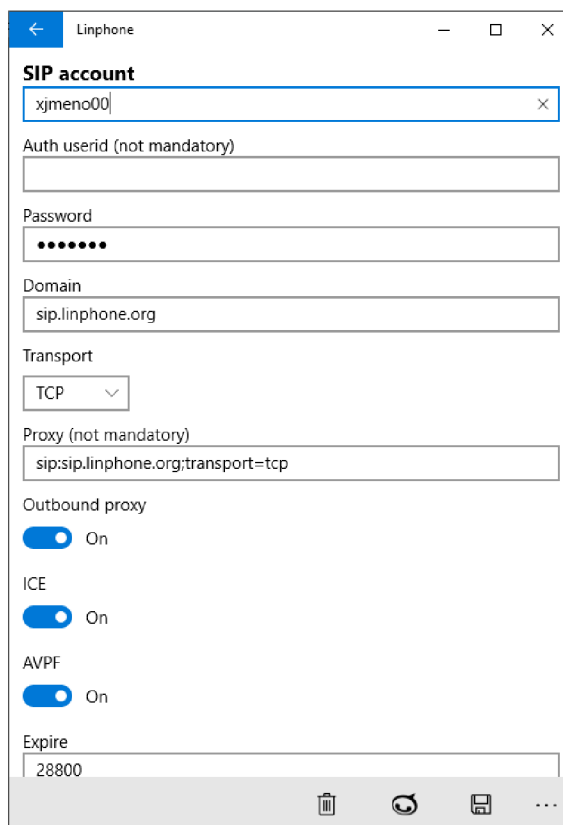 Linphone
SIP account
xjmeno00
Auth userid (not mandatory)
Password
•••••••
Domain
sip.linphone.org
Transport
TCP
Proxy (not mandatory)
sip:sip.linphone.org;transport=tcp
Outbound proxy
On
ICE
On
AVPF
On
Expire
28800